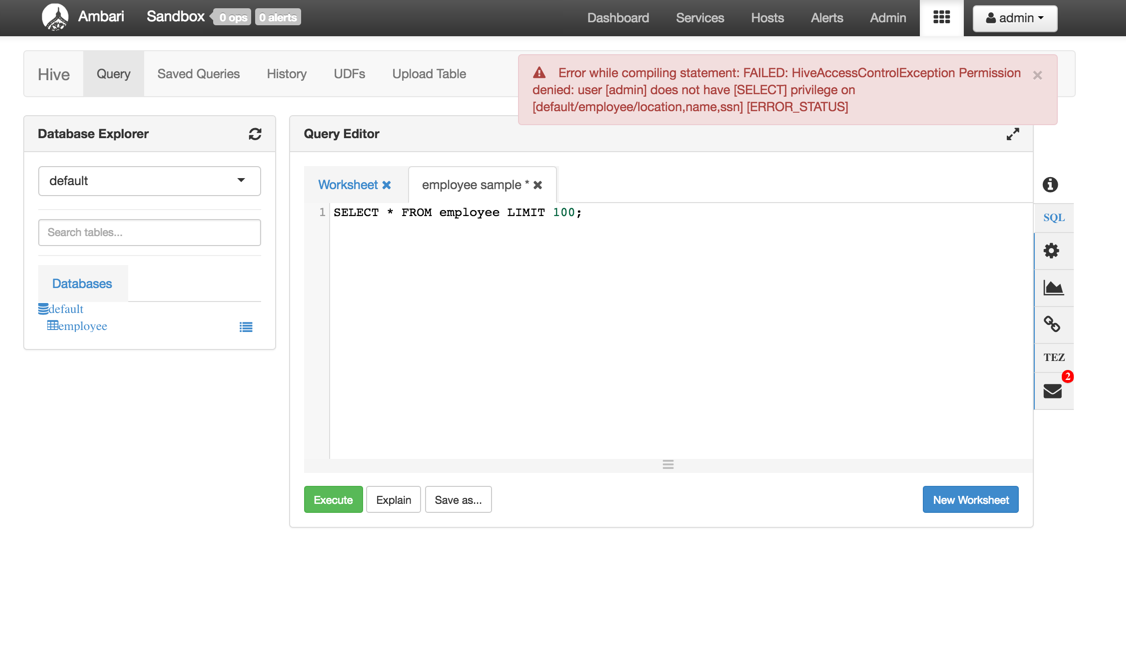 Ambari Sandbox 0 ops 0 alerts Dashboard Services Hosts Alerts Admin admin
Hive Query Saved Queries History UDFs Upload Table
Error while compiling statement: FAILED: HiveAccessControlException Permission
denied: user [admin] does not have [SELECT] privilege on
[default/employee/location,name,ssn] [ERROR_STATUS]
Database Explorer
default
Search tables...
Databases
default
employee
Query Editor
Worksheet employee sample *
1 SELECT * FROM employee LIMIT 100;
Execute Explain Save as... New Worksheet
SQL
TEZ
2